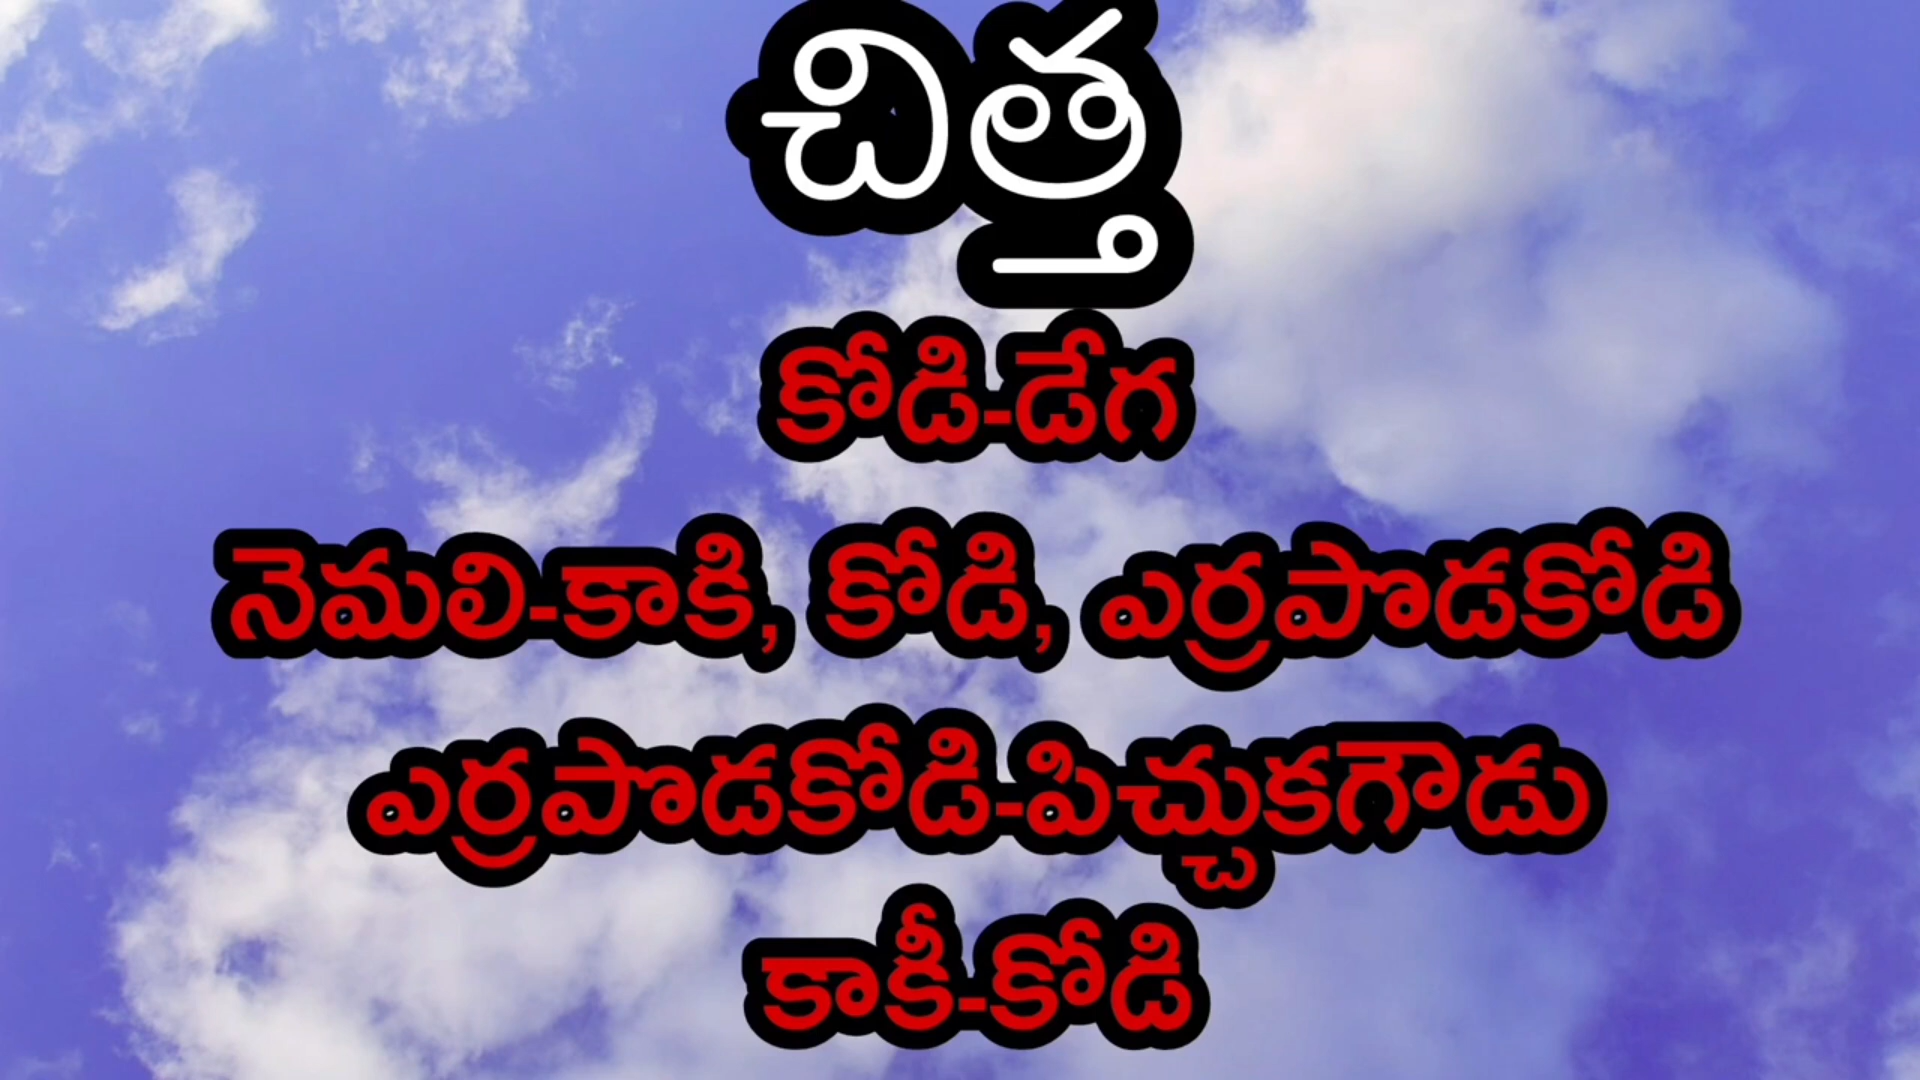 చిత్త
కోడి-డేగ
నెమలి-కాకి, కోడి, ఎర్రపొడకోడి
ఎర్రపొడకోడి-పిచ్చుకగౌడు
కాకీ-కోడి